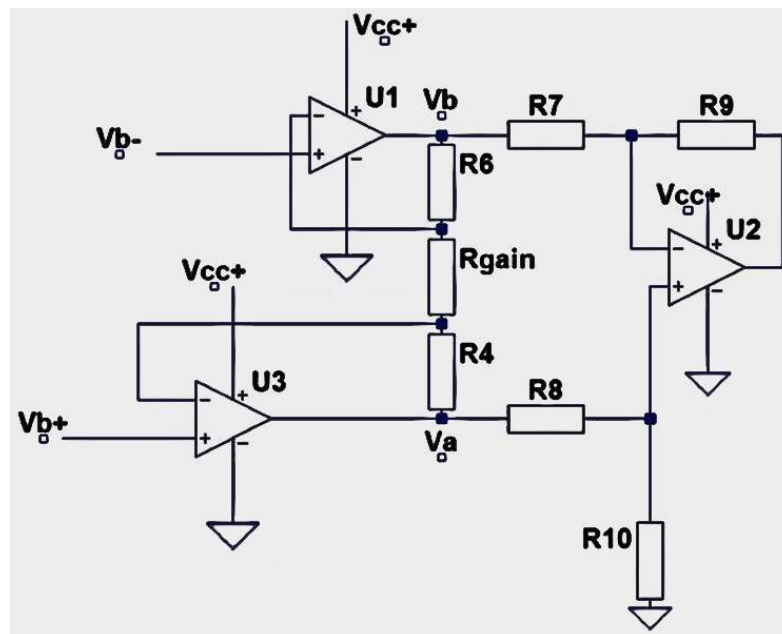 Vcc+
U1
Vb
R7
R9
Vb-
R6
Vcc+
U2
Rgain
Vcc+
R4
U3
R8
Vb+
Va
R10